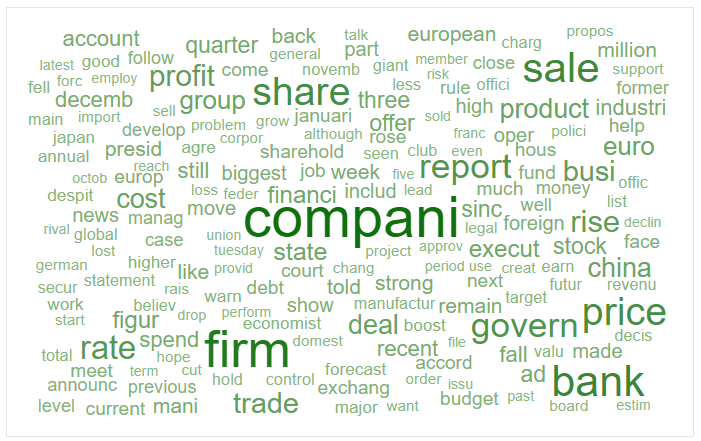 account quarter back talk european charg propos
latest good follow general part million
fell forc employ profit come novemb giant member close sale support
decemb group share less risk rule offici former
main import sell januari three high product industri
japan develop problem grow although offer rose sold franc oper polici help
annual presid agre corpor sharehold seen club even hous euro
octob europ reach still biggest job week five report fund busi
despit cost loss feder financi includ lead much money offic
news manag move compani sinc well list
rival global case union legal foreign rise declin
lost tuesday state project approv execut stock face
german higher like provid court chang period use creat earn china
secur statement rais warn debt told strong next futur revenu
work believ drop perform show manufactur remain target price
start figur economist deal boost govern decis
total rate spend firm domest recent file fall valu made
meet hope accord
announc term cut hold control forecast order issu ad bank
previous exchang budget past
level current mani trade major want board estim